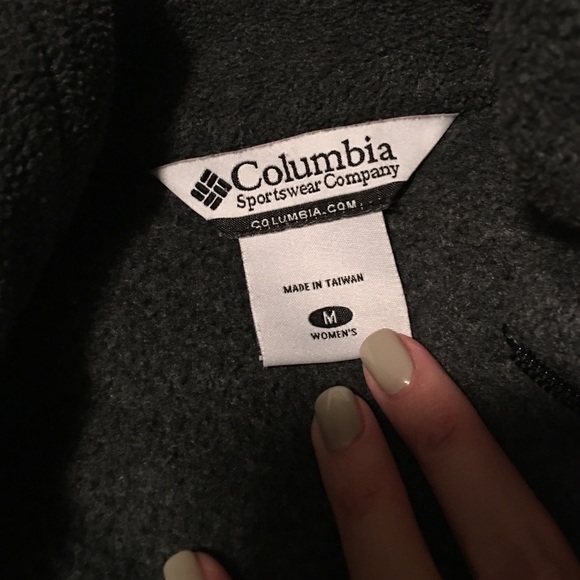 Columbia
Sportswear Company
COLUMBIA.COM
MADE IN TAIWAN
M
WOMEN'S